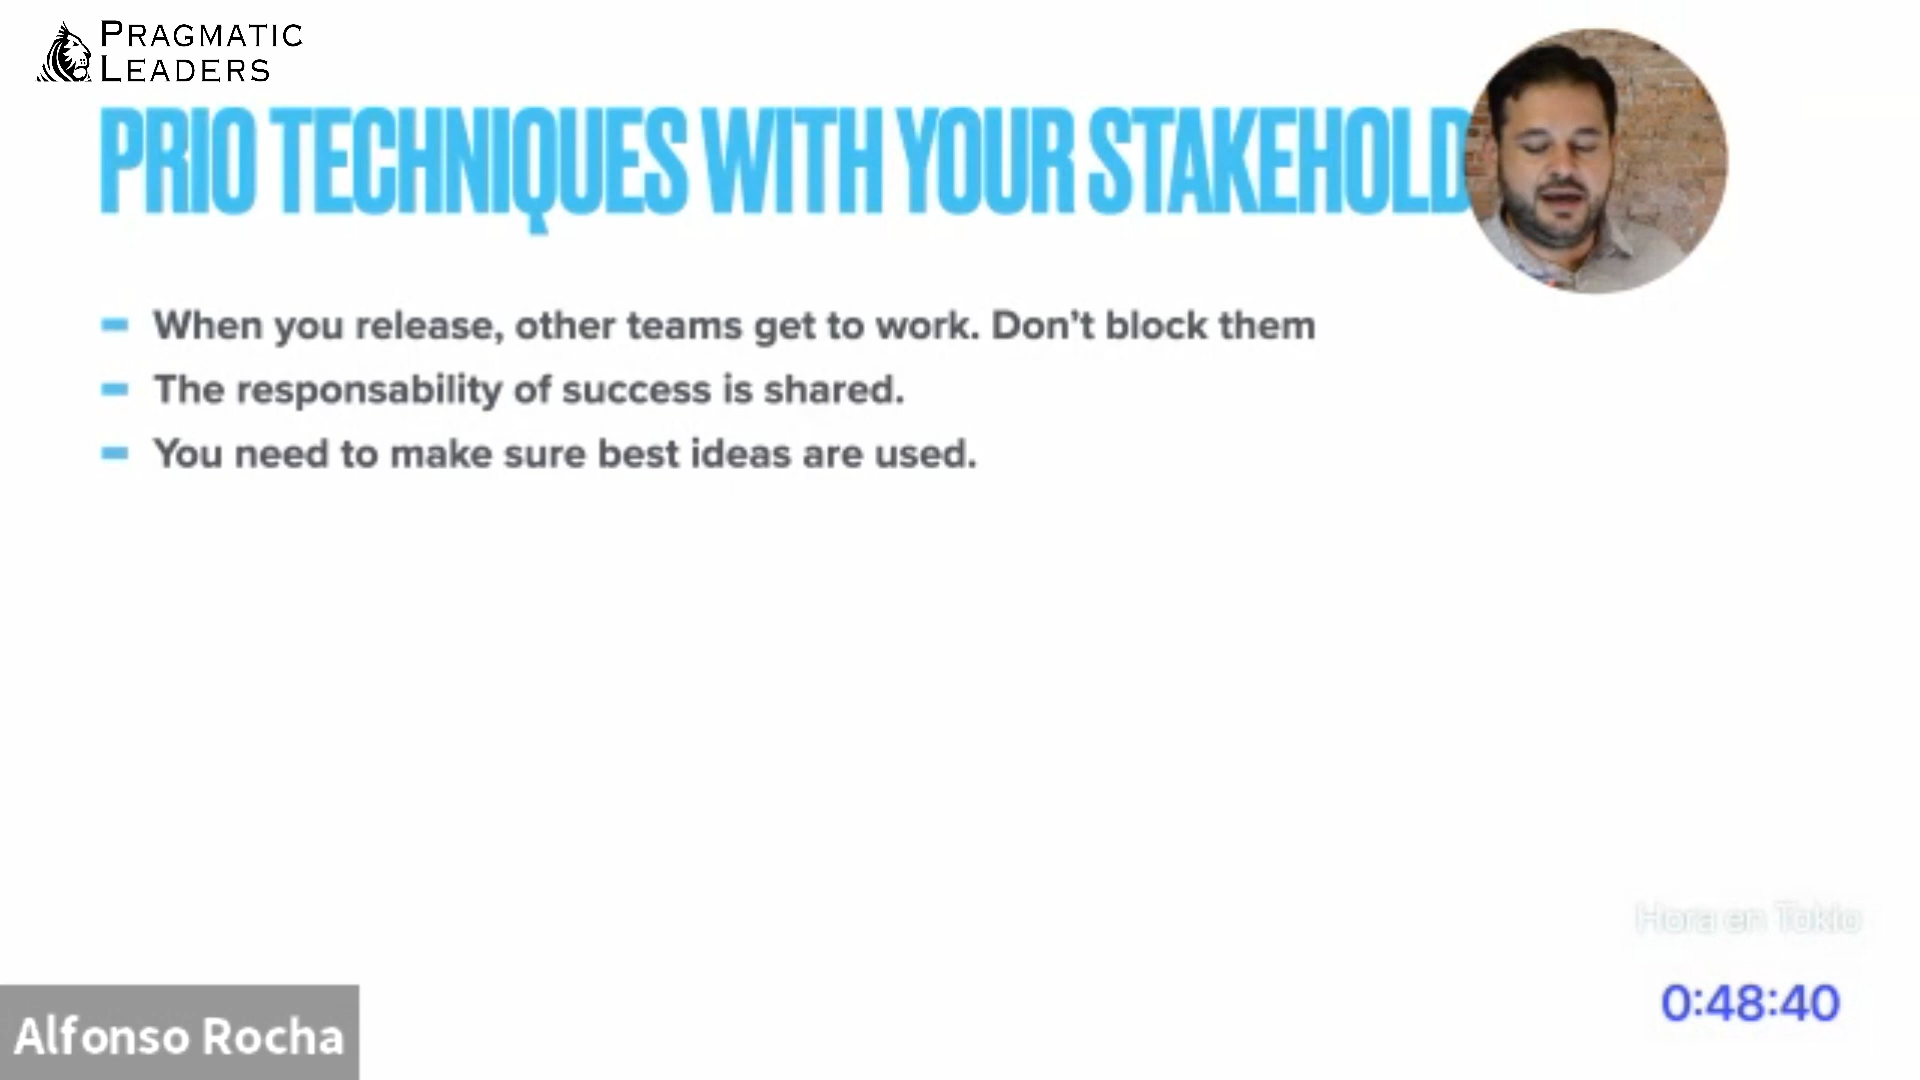 PRAGMATIC
LEADERS
PRIO TECHNIQUES WITH YOUR STAKEHOLD
When you release, other teams get to work. Don't block them
The responsability of success is shared.
You need to make sure best ideas are used.
Hora en Tokio
0:48:40
Alfonso Rocha